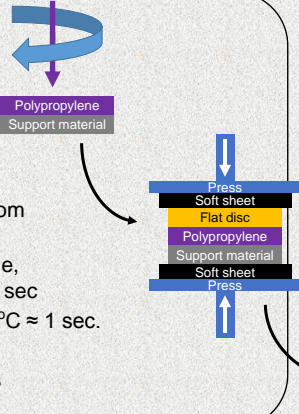 Polypropylene
Support material
om
e,
sec
°C ≈ 1 sec.
Press
Soft sheet
Flat disc
Polypropylene
Support material
Soft sheet
Press